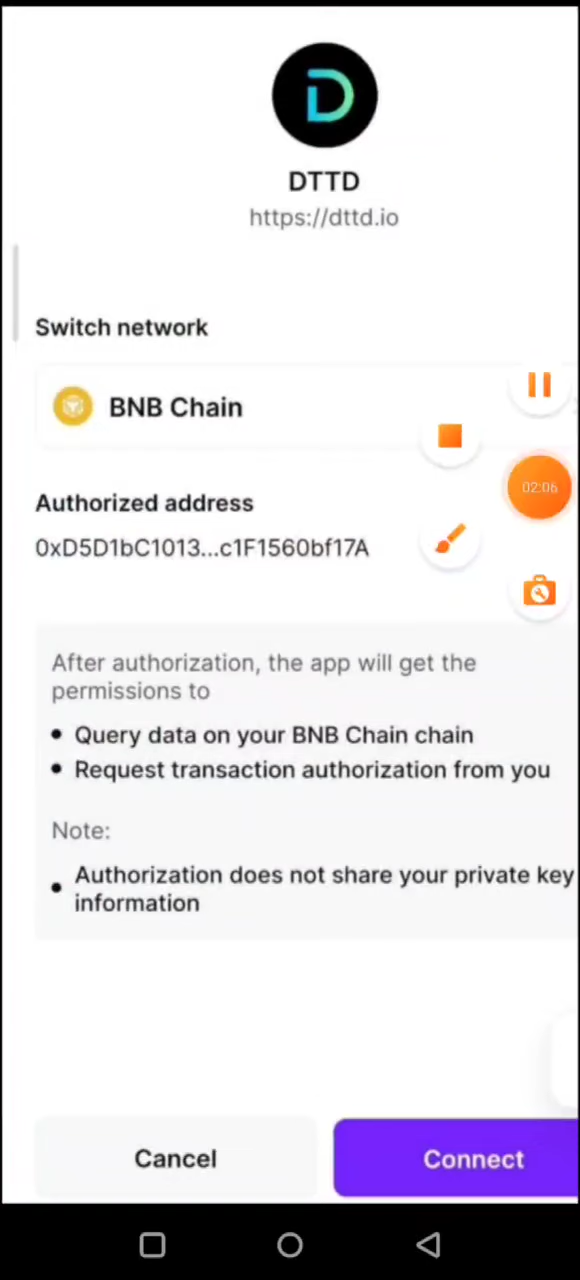 DTTD
https://dttd.io
Switch network
BNB Chain
02:06
Authorized address
0xD5D1bC1013...c1F1560bf17A
After authorization, the app will get the
permissions to
• Query data on your BNB Chain chain
• Request transaction authorization from you
Note:
• Authorization does not share your private key
information
Cancel
Connect